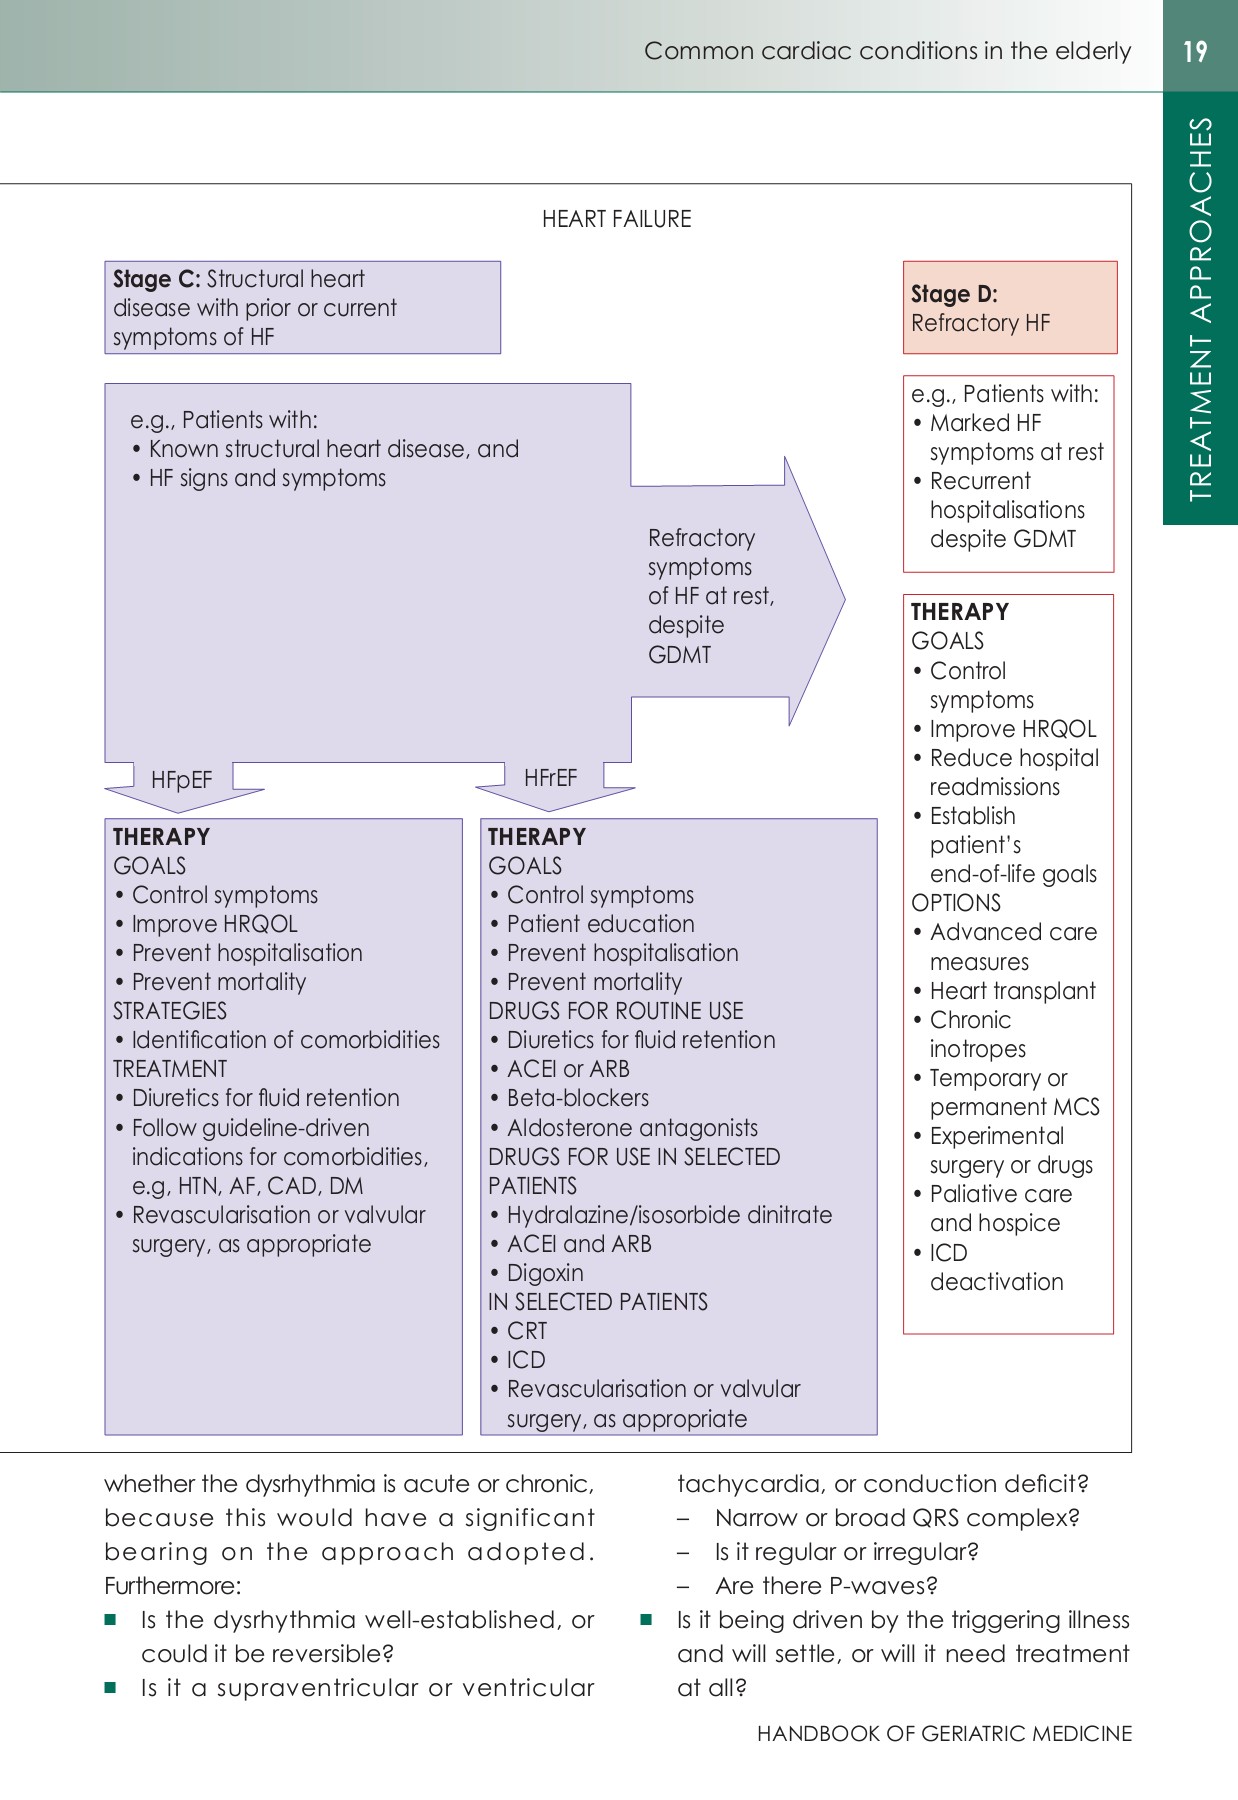 Common cardiac conditions in the elderly
19
TREATMENT APPROACHES
HEART FAILURE
Stage C: Structural heart
disease with prior or current
symptoms of HF
e.g., Patients with:
• Known structural heart disease, and
• HF signs and symptoms
Refractory
symptoms
of HF at rest,
despite
GDMT
HFpEF
HFrEF
THERAPY
GOALS
• Control symptoms
• Improve HRQOL
• Prevent hospitalisation
• Prevent mortality
STRATEGIES
• Identification of comorbidities
TREATMENT
• Diuretics for fluid retention
• Follow guideline-driven
indications for comorbidities,
e.g, HTN, AF, CAD, DM
• Revascularisation or valvular
surgery, as appropriate
THERAPY
GOALS
• Control symptoms
• Patient education
• Prevent hospitalisation
• Prevent mortality
DRUGS FOR ROUTINE USE
• Diuretics for fluid retention
• ACEI or ARB
• Beta-blockers
• Aldosterone antagonists
DRUGS FOR USE IN SELECTED
PATIENTS
• Hydralazine/isosorbide dinitrate
• ACEI and ARB
• Digoxin
IN SELECTED PATIENTS
• CRT
• ICD
• Revascularisation or valvular
surgery, as appropriate
Stage D:
Refractory HF
e.g., Patients with:
• Marked HF
symptoms at rest
• Recurrent
hospitalisations
despite GDMT
THERAPY
GOALS
• Control
symptoms
• Improve HRQOL
• Reduce hospital
readmissions
• Establish
patient’s
end-of-life goals
OPTIONS
• Advanced care
measures
• Heart transplant
• Chronic
inotropes
• Temporary or
permanent MCS
• Experimental
surgery or drugs
• Paliative care
and hospice
• ICD
deactivation
whether the dysrhythmia is acute or chronic,
because this would have a significant
bearing on the approach adopted.
Furthermore:
■ Is the dysrhythmia well-established, or
could it be reversible?
■ Is it a supraventricular or ventricular
tachycardia, or conduction deficit?
– Narrow or broad QRS complex?
– Is it regular or irregular?
– Are there P-waves?
■ Is it being driven by the triggering illness
and will settle, or will it need treatment
at all?
HANDBOOK OF GERIATRIC MEDICINE